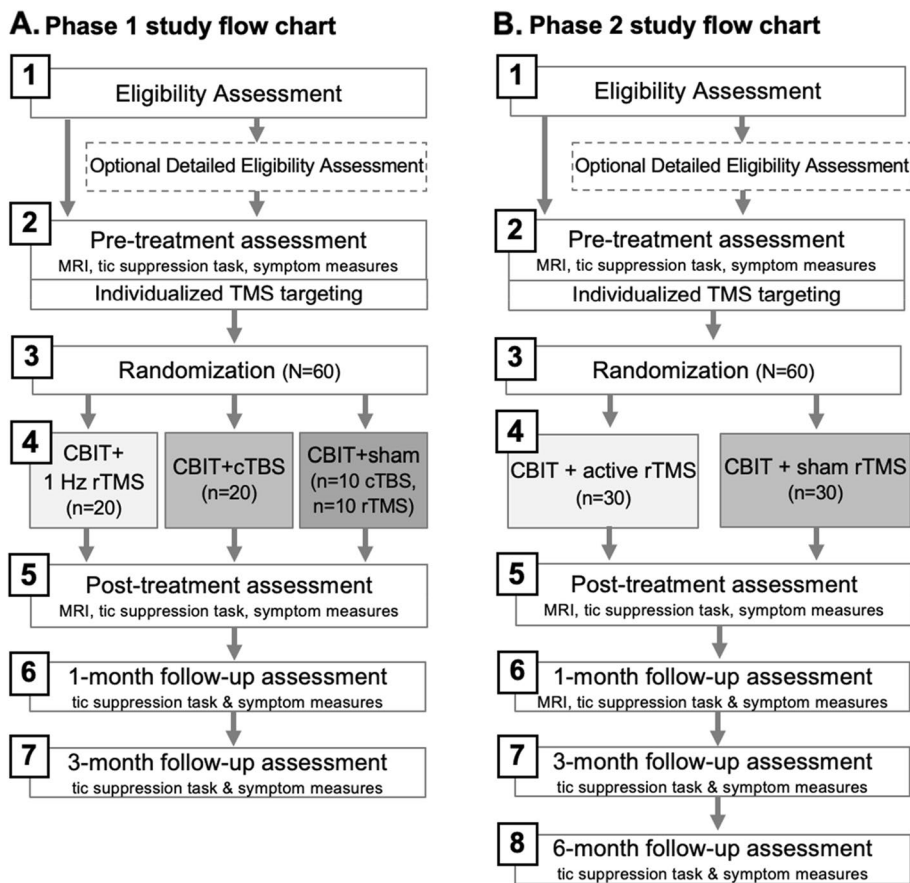 A. Phase 1 study flow chart
1
Eligibility Assessment
Optional Detailed Eligibility Assessment
2
Pre-treatment assessment
MRI, tic suppression task, symptom measures
Individualized TMS targeting
3
Randomization (N=60)
4
CBIT+
1 Hz rTMS
(n=20)
CBIT+cTBS
(n=20)
CBIT+sham
(n=10 cTBS,
n=10 rTMS)
5
Post-treatment assessment
MRI, tic suppression task, symptom measures
6
1-month follow-up assessment
tic suppression task & symptom measures
7
3-month follow-up assessment
tic suppression task & symptom measures
B. Phase 2 study flow chart
1
Eligibility Assessment
Optional Detailed Eligibility Assessment
2
Pre-treatment assessment
MRI, tic suppression task, symptom measures
Individualized TMS targeting
3
Randomization (N=60)
4
CBIT + active rTMS
(n=30)
CBIT + sham rTMS
(n=30)
5
Post-treatment assessment
MRI, tic suppression task, symptom measures
6
1-month follow-up assessment
MRI, tic suppression task & symptom measures
7
3-month follow-up assessment
tic suppression task & symptom measures
8
6-month follow-up assessment
tic suppression task & symptom measures